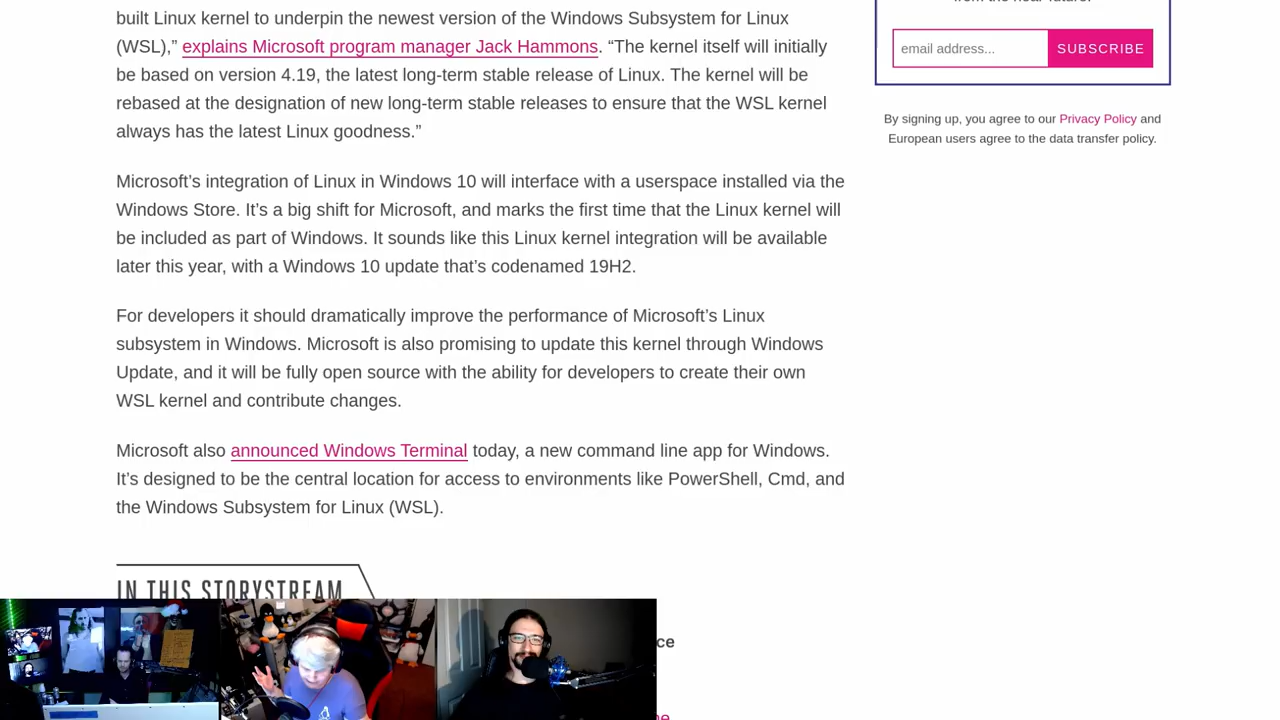 built Linux kernel to underpin the newest version of the Windows Subsystem for Linux
(WSL),” explains Microsoft program manager Jack Hammons. “The kernel itself will initially
be based on version 4.19, the latest long-term stable release of Linux. The kernel will be
rebased at the designation of new long-term stable releases to ensure that the WSL kernel
always has the latest Linux goodness.”
Microsoft’s integration of Linux in Windows 10 will interface with a userspace installed via the
Windows Store. It’s a big shift for Microsoft, and marks the first time that the Linux kernel will
be included as part of Windows. It sounds like this Linux kernel integration will be available
later this year, with a Windows 10 update that’s codenamed 19H2.
For developers it should dramatically improve the performance of Microsoft’s Linux
subsystem in Windows. Microsoft is also promising to update this kernel through Windows
Update, and it will be fully open source with the ability for developers to create their own
WSL kernel and contribute changes.
Microsoft also announced Windows Terminal today, a new command line app for Windows.
It’s designed to be the central location for access to environments like PowerShell, Cmd, and
the Windows Subsystem for Linux (WSL).
IN THIS STORYSTREAM
from the near future.
email address... SUBSCRIBE
By signing up, you agree to our Privacy Policy and
European users agree to the data transfer policy.